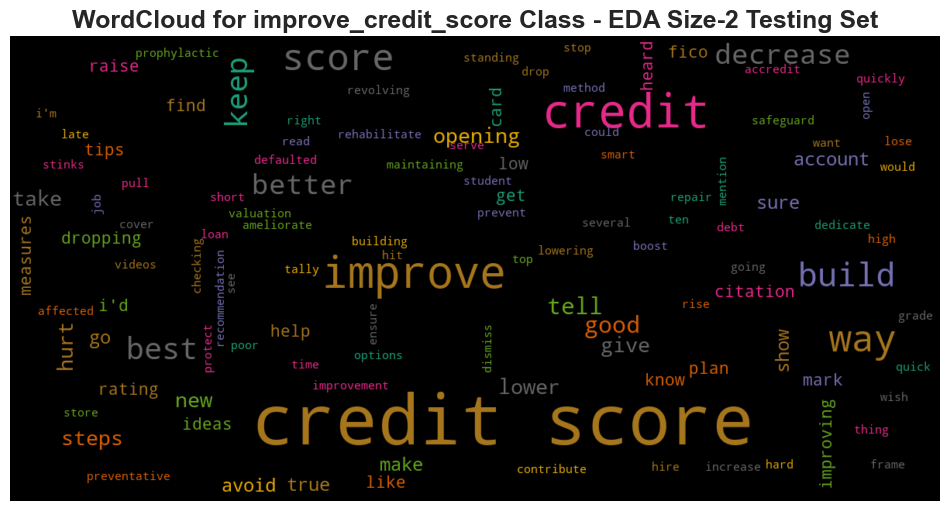 WordCloud for improve_credit_score Class - EDA Size-2 Testing Set
prophylactic
raise
score
standing
stop
drop
heard
fico
decrease
accredit
quickly
keep
revolving
card
method
credit
open
find
i'm
late
tips
stinks
right
read
rehabilitate
opening
serve
could
safeguard
want
lose
defaulted
maintaining
low
smart
account
would
pull
better
student
get
mention
take
job
short
prevent
repair
sure
valuation
ameliorate
several
ten
debt
dedicate
cover
measures
dropping
loan
building
hit
lowering
boost
high
checking
recommendation
see
videos
tally
improve
top
going
build
i'd
affected
citation
rise
tell
grade
hurt
go
best
protect
poor
help
ensure
options
dismiss
good
give
show
way
time
plan
know
mark
quick
rating
improvement
lower
wish
new
store
ideas
credit score
improving
thing
steps
make
contribute
hire
increase
hard
frame
preventative
avoid
true
like